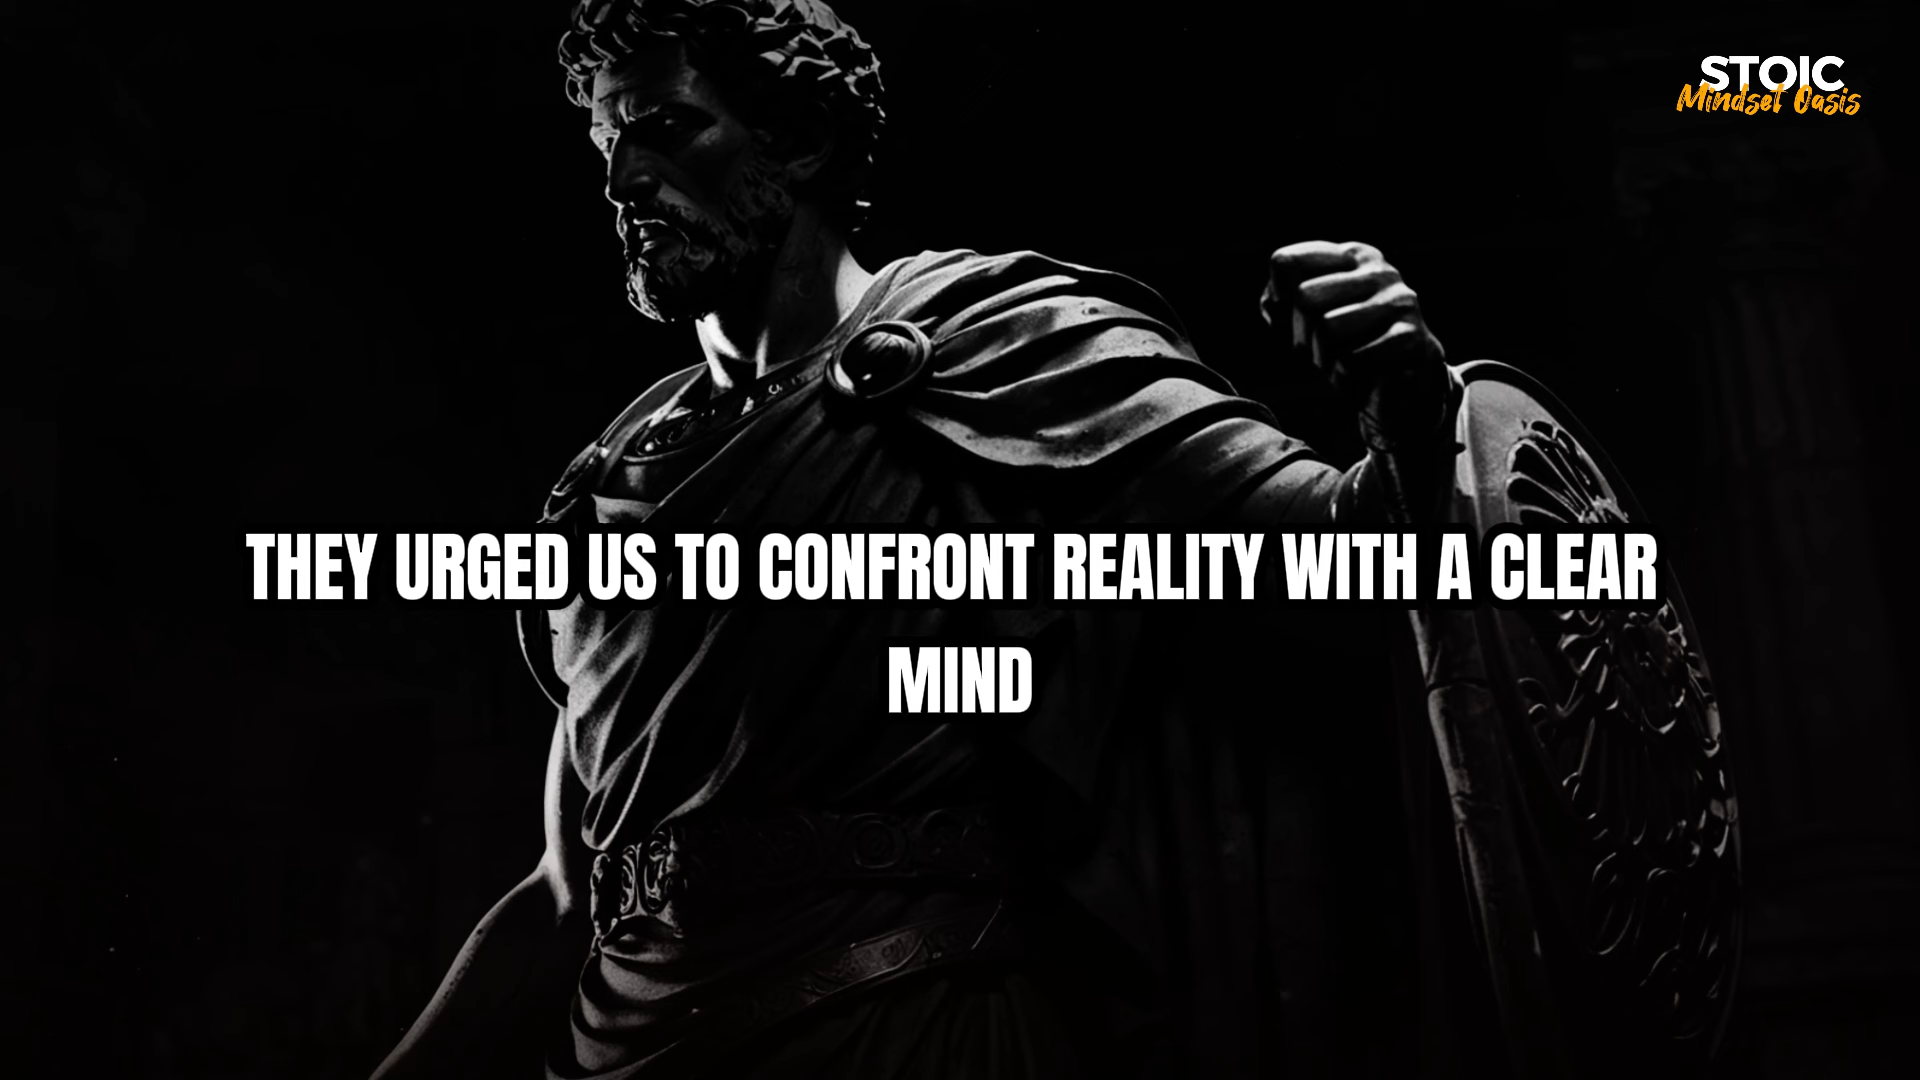 STOIC
Mindset Oasis
THEY URGED US TO CONFRONT REALITY WITH A CLEAR
MIND